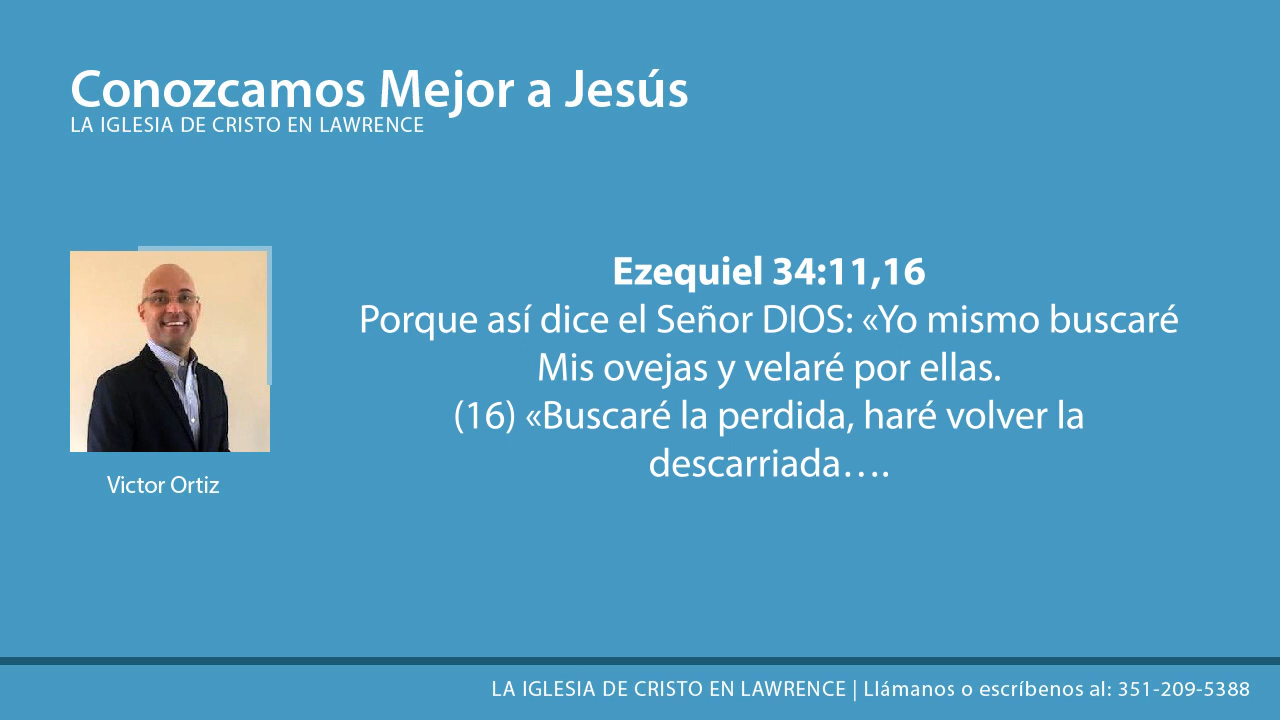 Conozcamos Mejor a Jesús
LA IGLESIA DE CRISTO EN LAWRENCE
Ezequiel 34:11,16
Porque así dice el Señor DIOS: «Yo mismo buscaré
Mis ovejas y velaré por ellas.
(16) «Buscaré la perdida, haré volver la
descarriada….
Victor Ortiz
LA IGLESIA DE CRISTO EN LAWRENCE | Llámanos o escríbenos al: 351-209-5388